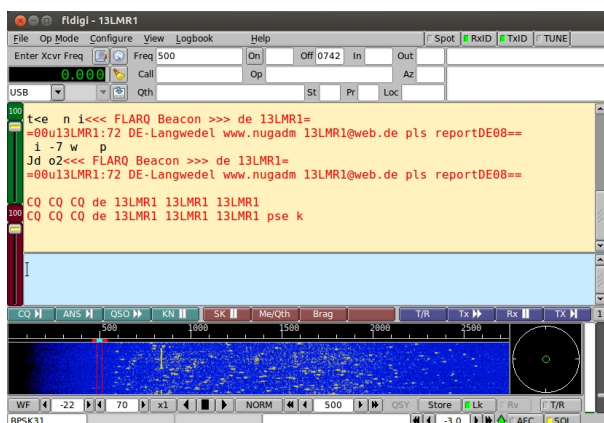 fldigi - 13LMR1
File Op Mode Configure View Logbook Help Spot RxID TxID TUNE
Enter Xcvr Freq Freq 500 On Off 0742 In Out
0.000 Call Op Az
USB Qth St Pr Loc
100
t<e n i<<< FLARQ Beacon >>> de 13LMR1=
=00u13LMR1:72 DE-Langwedel www.nugadm 13LMR1@web.de pls reportDE08==
i -7 w p
Jd o2<<< FLARQ Beacon >>> de 13LMR1=
=00u13LMR1:72 DE-Langwedel www.nugadm 13LMR1@web.de pls reportDE08==
CQ CQ CQ de 13LMR1 13LMR1 13LMR1
100
CQ CQ CQ de 13LMR1 13LMR1 13LMR1 pse k
CQ ANS QSO KN SK Me/Qth Brag T/R Tx Rx TX 1
500 1000 1500 2000 2500
WF -22 70 x1 NORM 500 QSY Store Lk Rv T/R
BPSK31 -3.0 AFC SQL